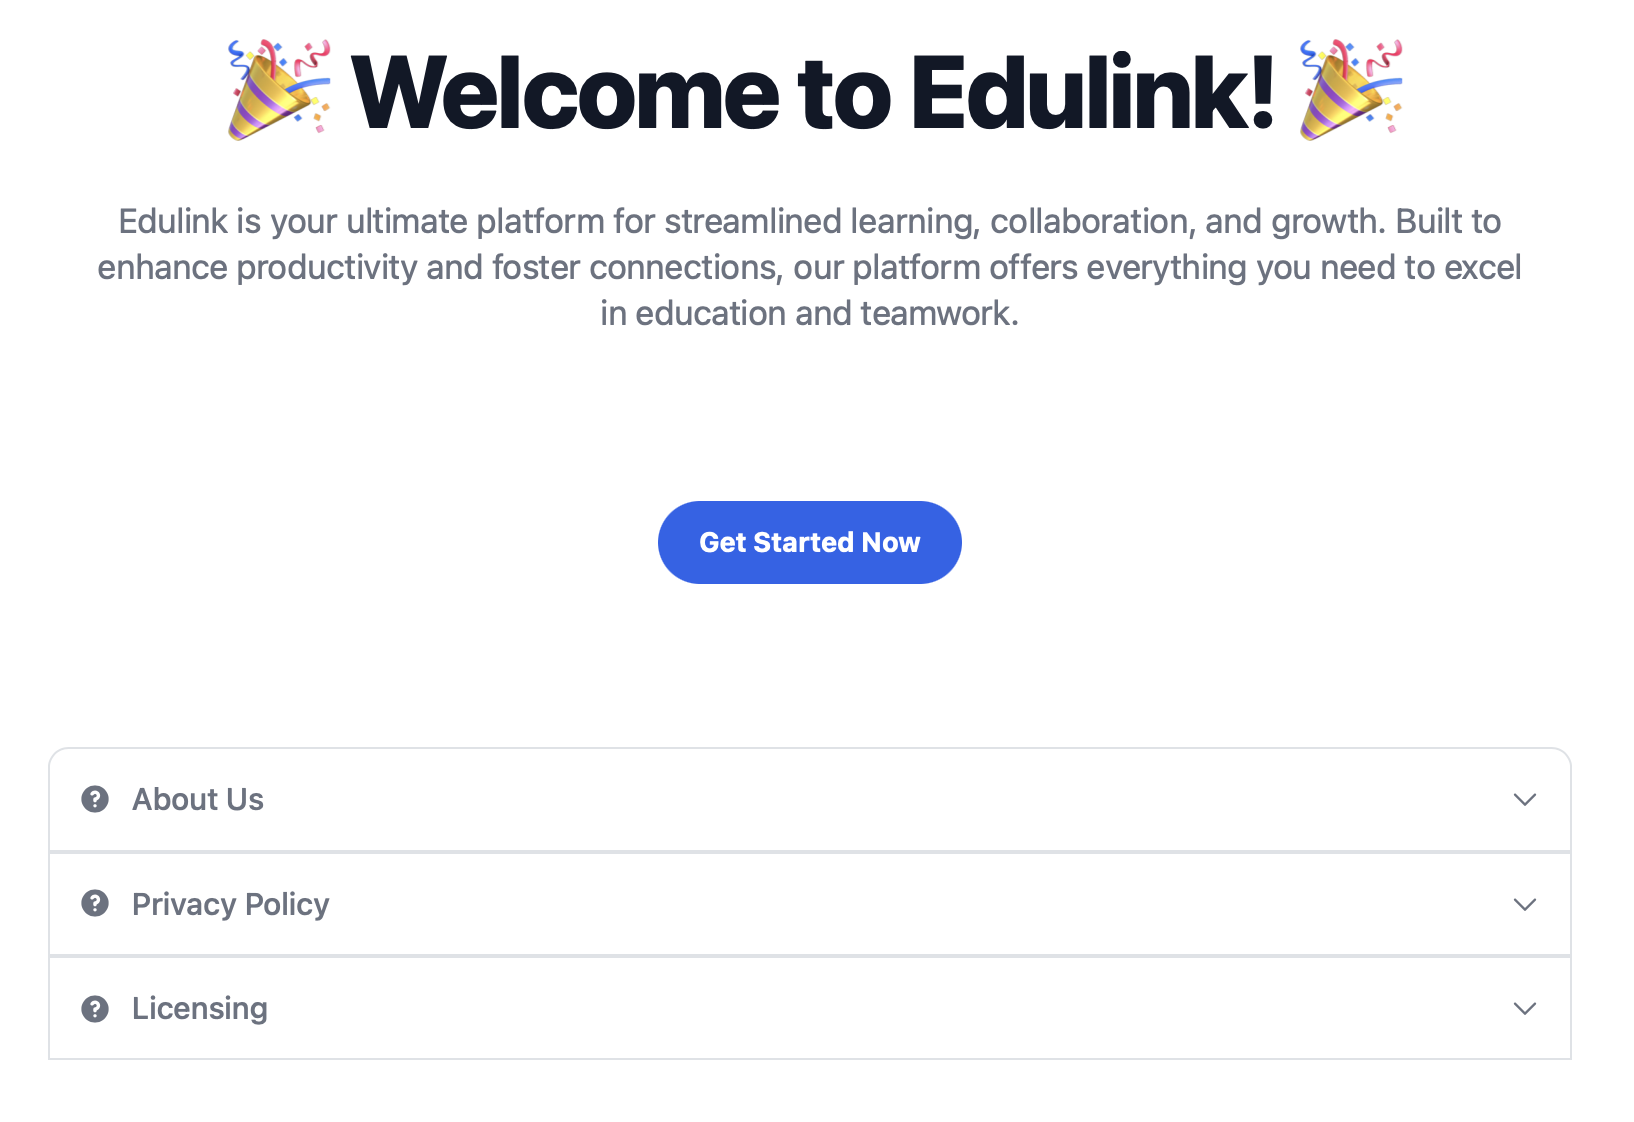 🎉 Welcome to Edulink! 🎉
Edulink is your ultimate platform for streamlined learning, collaboration, and growth. Built to
enhance productivity and foster connections, our platform offers everything you need to excel
in education and teamwork.
Get Started Now
About Us
Privacy Policy
Licensing